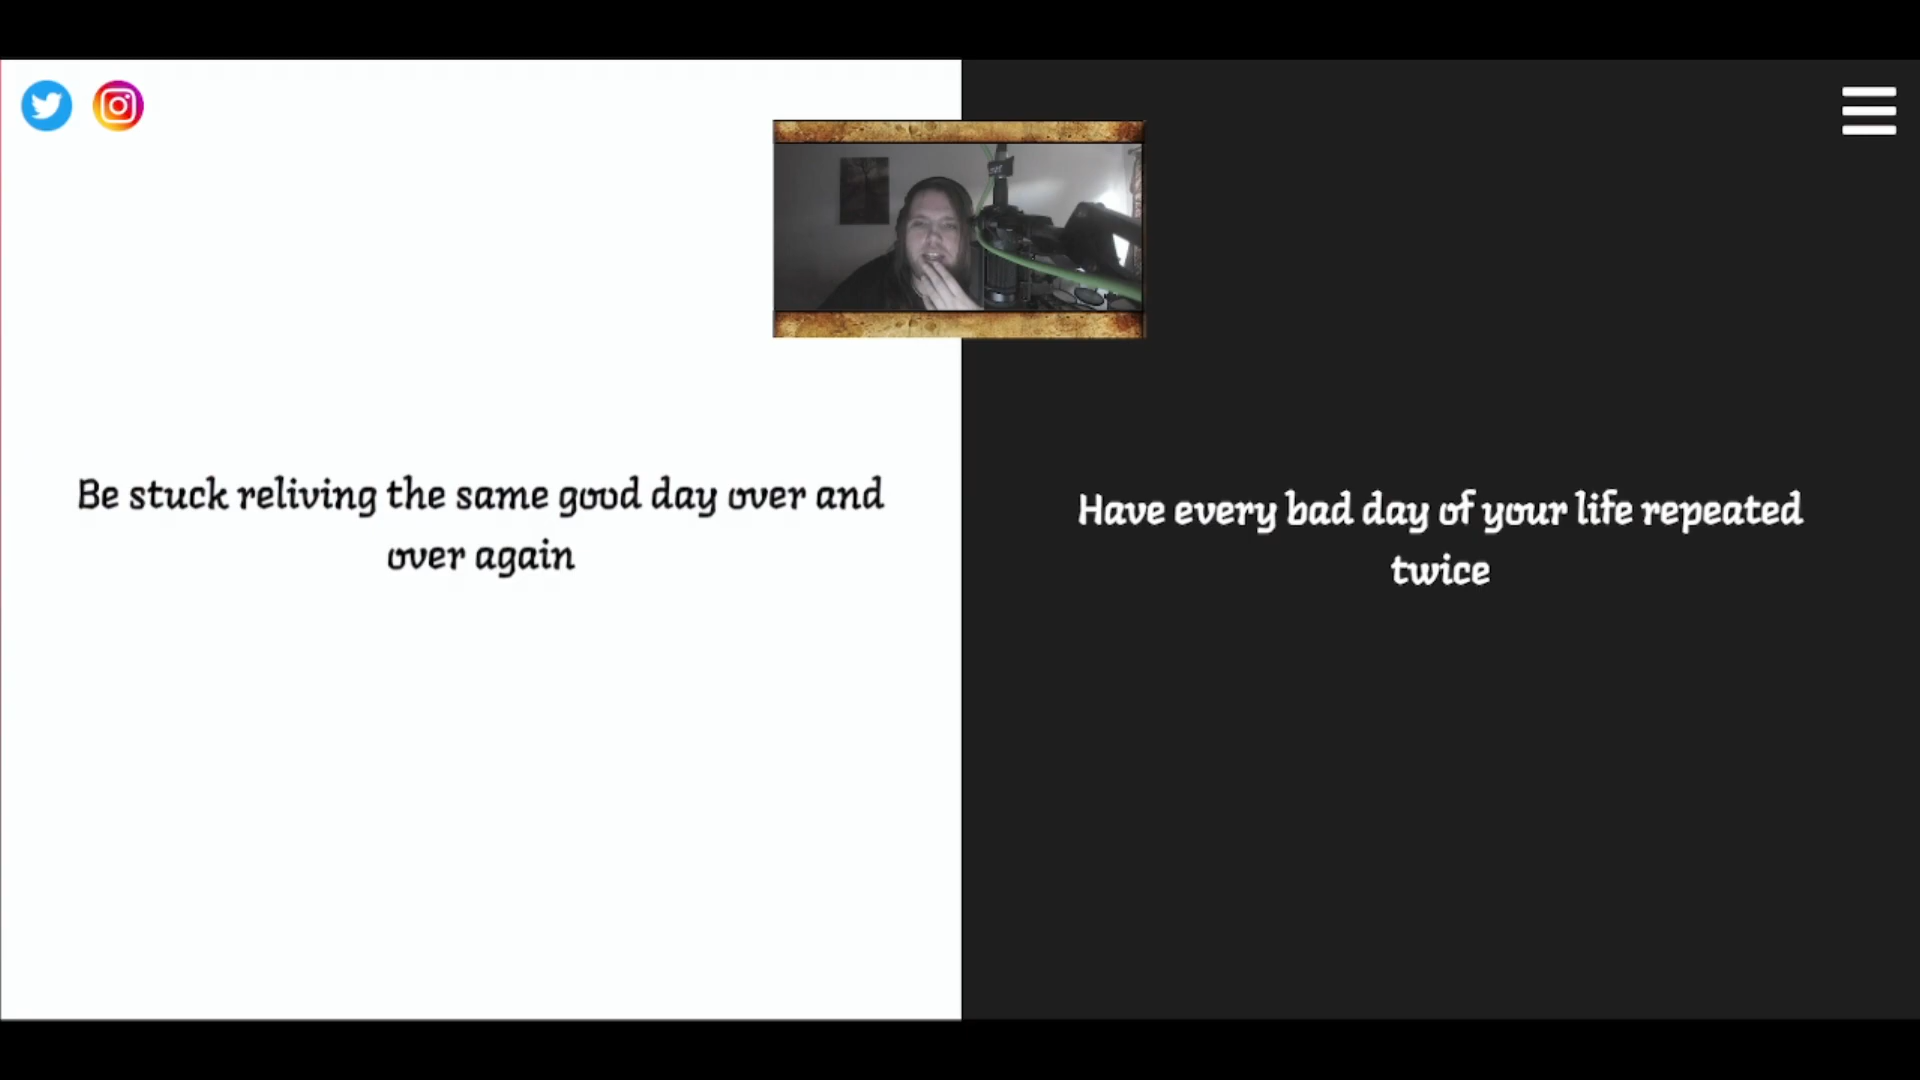 Be stuck reliving the same good day over and
over again
Have every bad day of your life repeated
twice